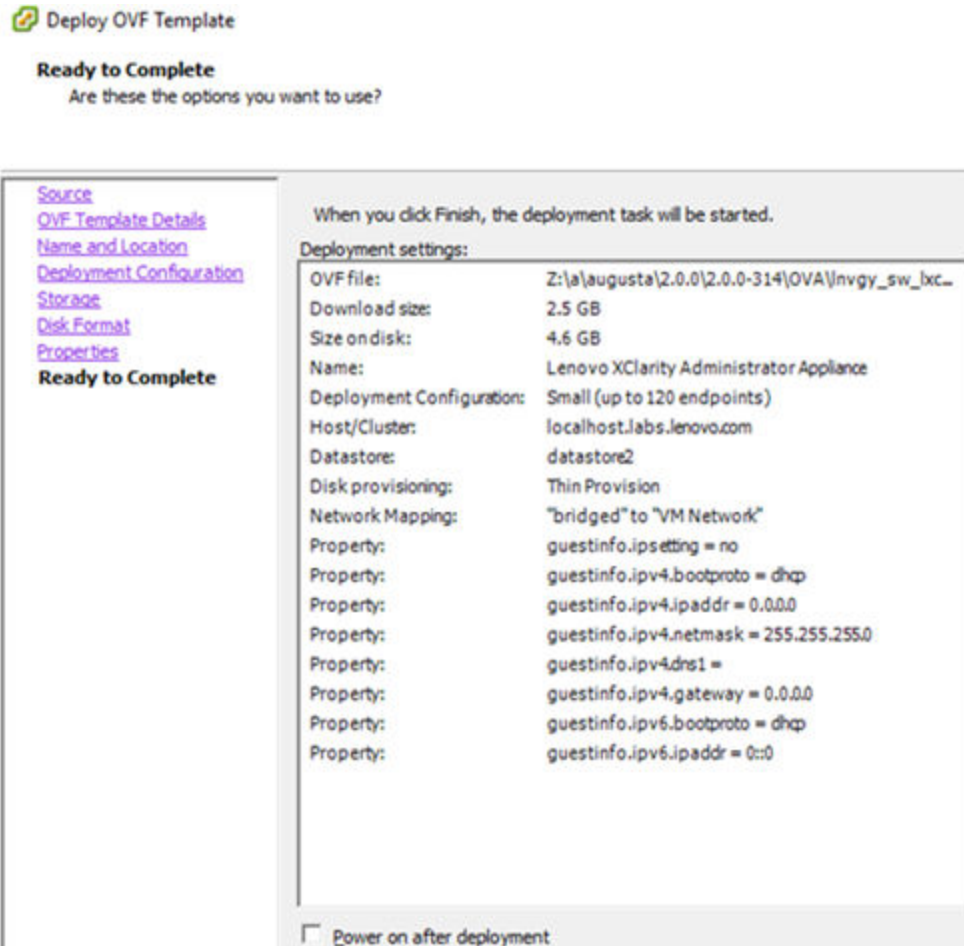 Deploy OVF Template
Ready to Complete
Are these the options you want to use?
Source
OVF Template Details
Name and Location
Deployment Configuration
Storage
Disk Format
Properties
Ready to Complete
When you click Finish, the deployment task will be started.
Deployment settings:
OVF file: Z:\a\augusta\2.0.0\2.0.0-314\OVA\lnvgy_sw_lxc...
Download size: 2.5 GB
Size on disk: 4.6 GB
Name: Lenovo XClarity Administrator Appliance
Deployment Configuration: Small (up to 120 endpoints)
Host/Cluster: localhost.labs.lenovo.com
Datastore: datastore2
Disk provisioning: Thin Provision
Network Mapping: "bridged" to "VM Network"
Property: guestinfo.ipsetting = no
Property: guestinfo.ipv4.bootproto = dhcp
Property: guestinfo.ipv4.ipaddr = 0.0.0.0
Property: guestinfo.ipv4.netmask = 255.255.255.0
Property: guestinfo.ipv4.dns1 =
Property: guestinfo.ipv4.gateway = 0.0.0.0
Property: guestinfo.ipv6.bootproto = dhcp
Property: guestinfo.ipv6.ipaddr = 0::0
Power on after deployment